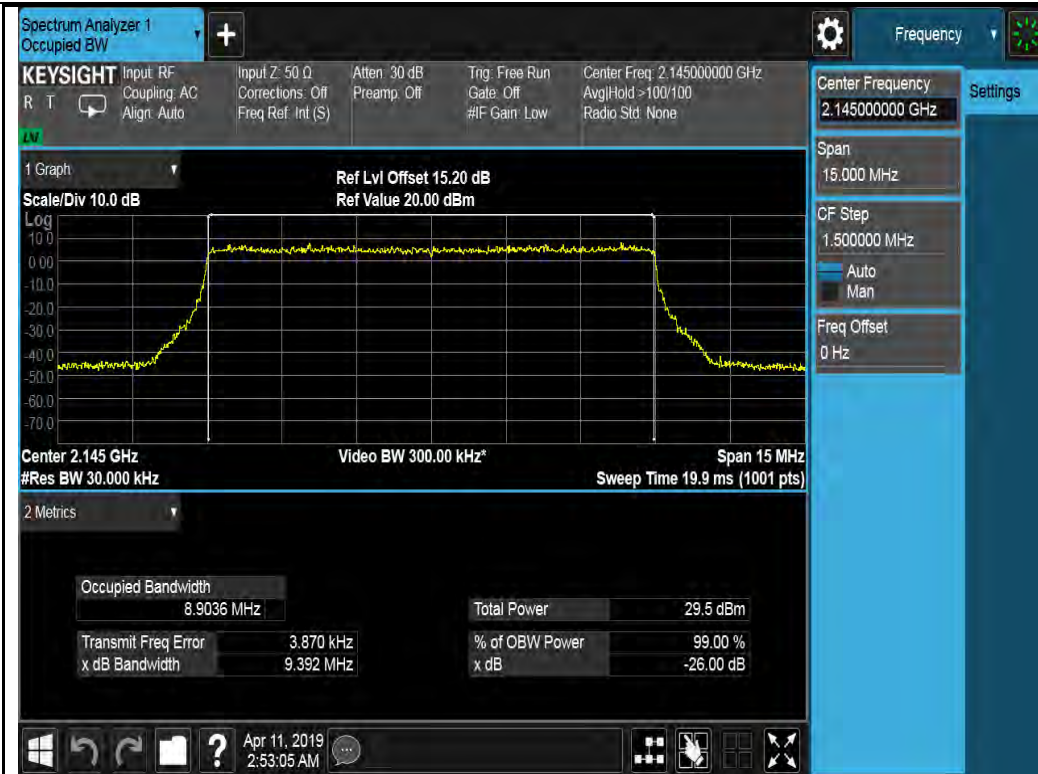 Spectrum Analyzer 1
Occupied BW
+
Frequency
KEYSIGHT
R T
LNI
Input: RF
Coupling: AC
Align: Auto
Input Z: 50 Ω
Corrections: Off
Freq Ref: Int (S)
Atten: 30 dB
Preamp: Off
Trig: Free Run
Gate: Off
#IF Gain: Low
Center Freq: 2.145000000 GHz
Avg|Hold >100/100
Radio Std: None
Center Frequency
2.145000000 GHz
Settings
Span
15.000 MHz
CF Step
1.500000 MHz
Auto
Man
Freq Offset
0 Hz
1 Graph
Scale/Div 10.0 dB
Ref Lvl Offset 15.20 dB
Ref Value 20.00 dBm
Log
10.0
0.00
-10.0
-20.0
-30.0
-40.0
-50.0
-60.0
-70.0
Center 2.145 GHz
Video BW 300.00 kHz*
Span 15 MHz
#Res BW 30.000 kHz
Sweep Time 19.9 ms (1001 pts)
2 Metrics
Occupied Bandwidth
8.9036 MHz
Total Power 29.5 dBm
Transmit Freq Error 3.870 kHz
% of OBW Power 99.00 %
x dB Bandwidth 9.392 MHz
x dB -26.00 dB
?
Apr 11, 2019
2:53:05 AM